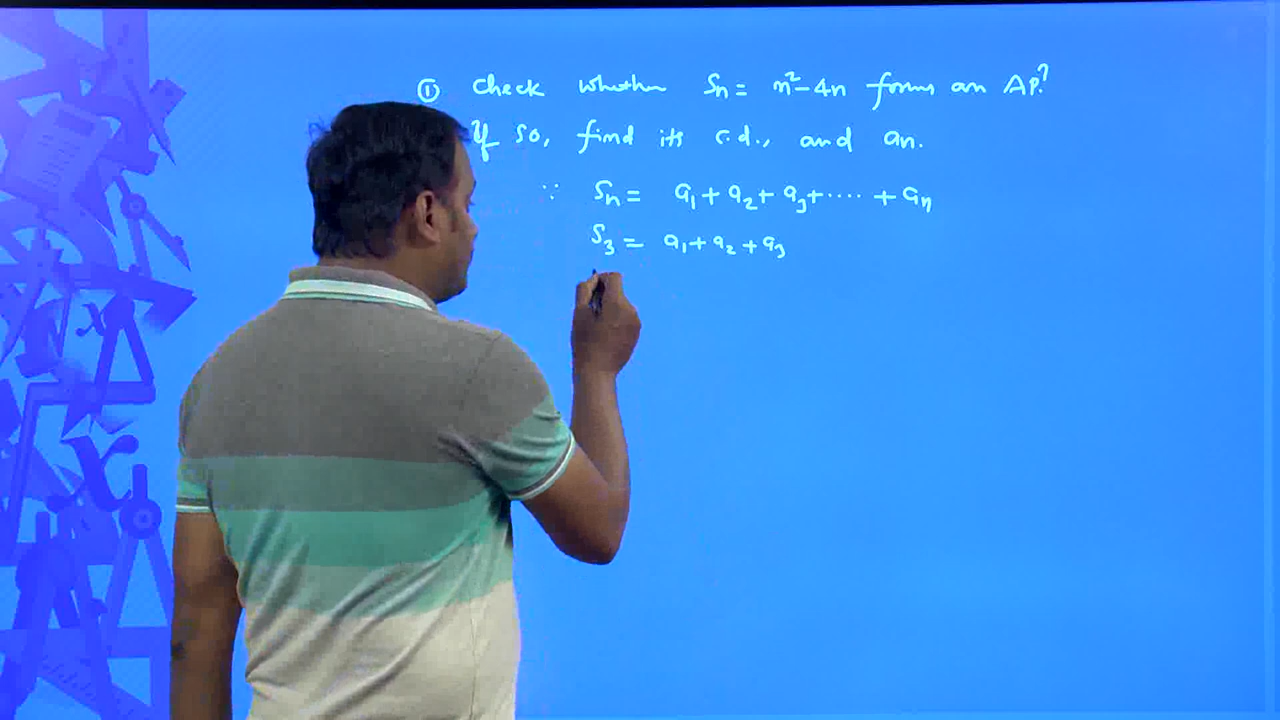 ① Check whether Sn = n²-4n forms an AP?
If so, find its c.d., and an.
∵ Sn = a₁+a₂+a₃+.....+an
S₃ = a₁+a₂+a₃